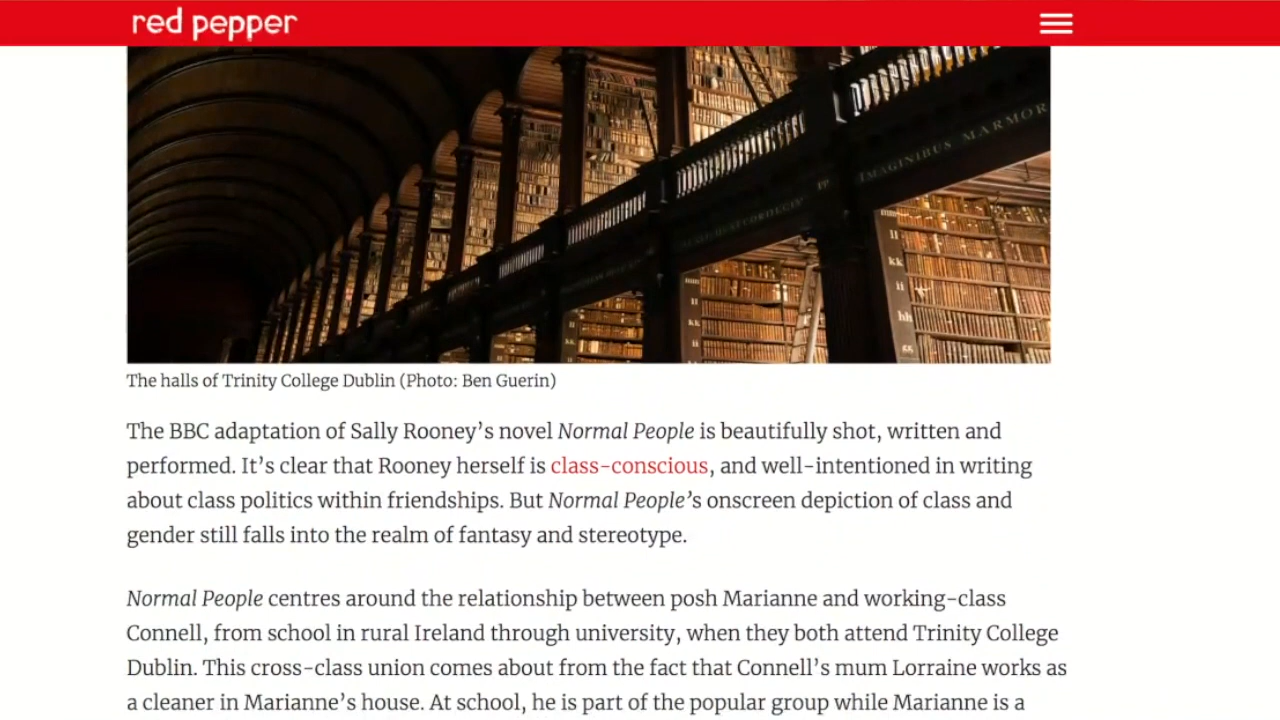 red pepper
IMAGINIBUS MARMOR
ll
kk
ii
hh
The halls of Trinity College Dublin (Photo: Ben Guerin)
The BBC adaptation of Sally Rooney’s novel Normal People is beautifully shot, written and
performed. It’s clear that Rooney herself is class-conscious, and well-intentioned in writing
about class politics within friendships. But Normal People’s onscreen depiction of class and
gender still falls into the realm of fantasy and stereotype.
Normal People centres around the relationship between posh Marianne and working-class
Connell, from school in rural Ireland through university, when they both attend Trinity College
Dublin. This cross-class union comes about from the fact that Connell’s mum Lorraine works as
a cleaner in Marianne’s house. At school, he is part of the popular group while Marianne is a